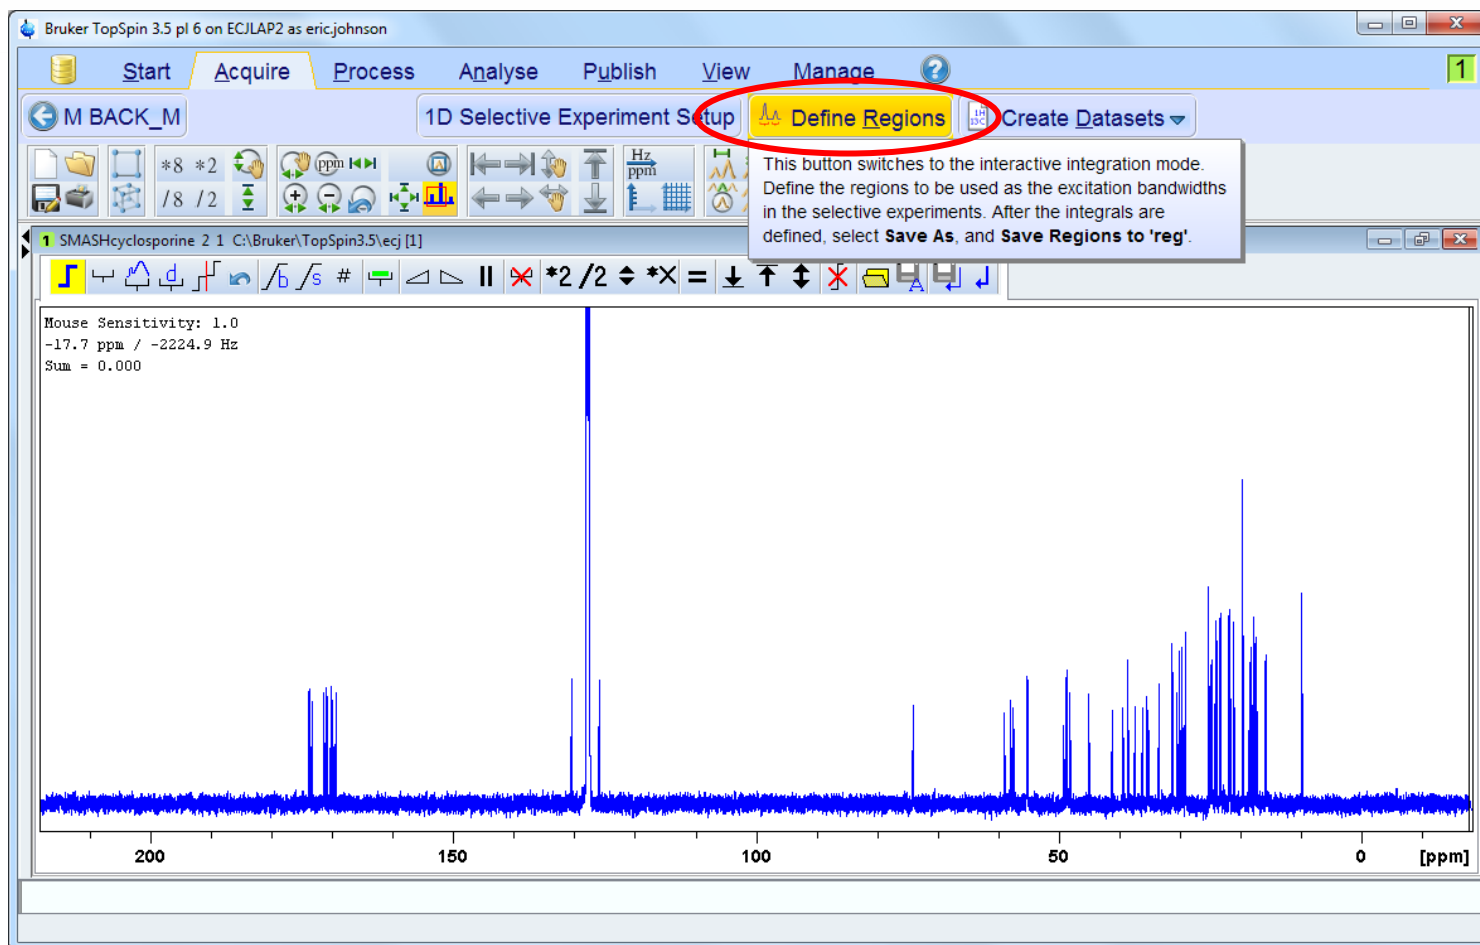 Bruker TopSpin 3.5 pl 6 on ECJLAP2 as eric.johnson
Start Acquire Process Analyse Publish View Manage ? 1
M BACK_M 1D Selective Experiment Setup Define Regions 1H 13C Create Datasets
*8 *2 ppm Hz ppm
/8 /2
This button switches to the interactive integration mode.
Define the regions to be used as the excitation bandwidths
in the selective experiments. After the integrals are
defined, select Save As, and Save Regions to 'reg'.
1 SMASHcyclosporine 2 1 C:\Bruker\TopSpin3.5\ecj [1]
d b s # *2 /2 *X = A
Mouse Sensitivity: 1.0
-17.7 ppm / -2224.9 Hz
Sum = 0.000
200 150 100 50 0 [ppm]